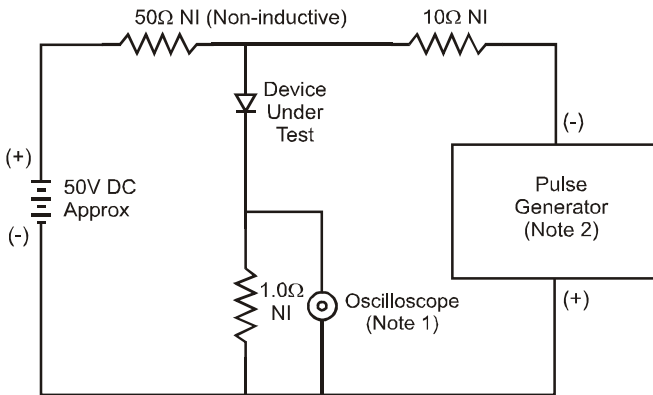 50Ω NI (Non-inductive)
10Ω NI
Device
Under
Test
(-)
(+)
50V DC
Approx
(-)
Pulse
Generator
(Note 2)
1.0Ω
NI
Oscilloscope
(Note 1)
(+)